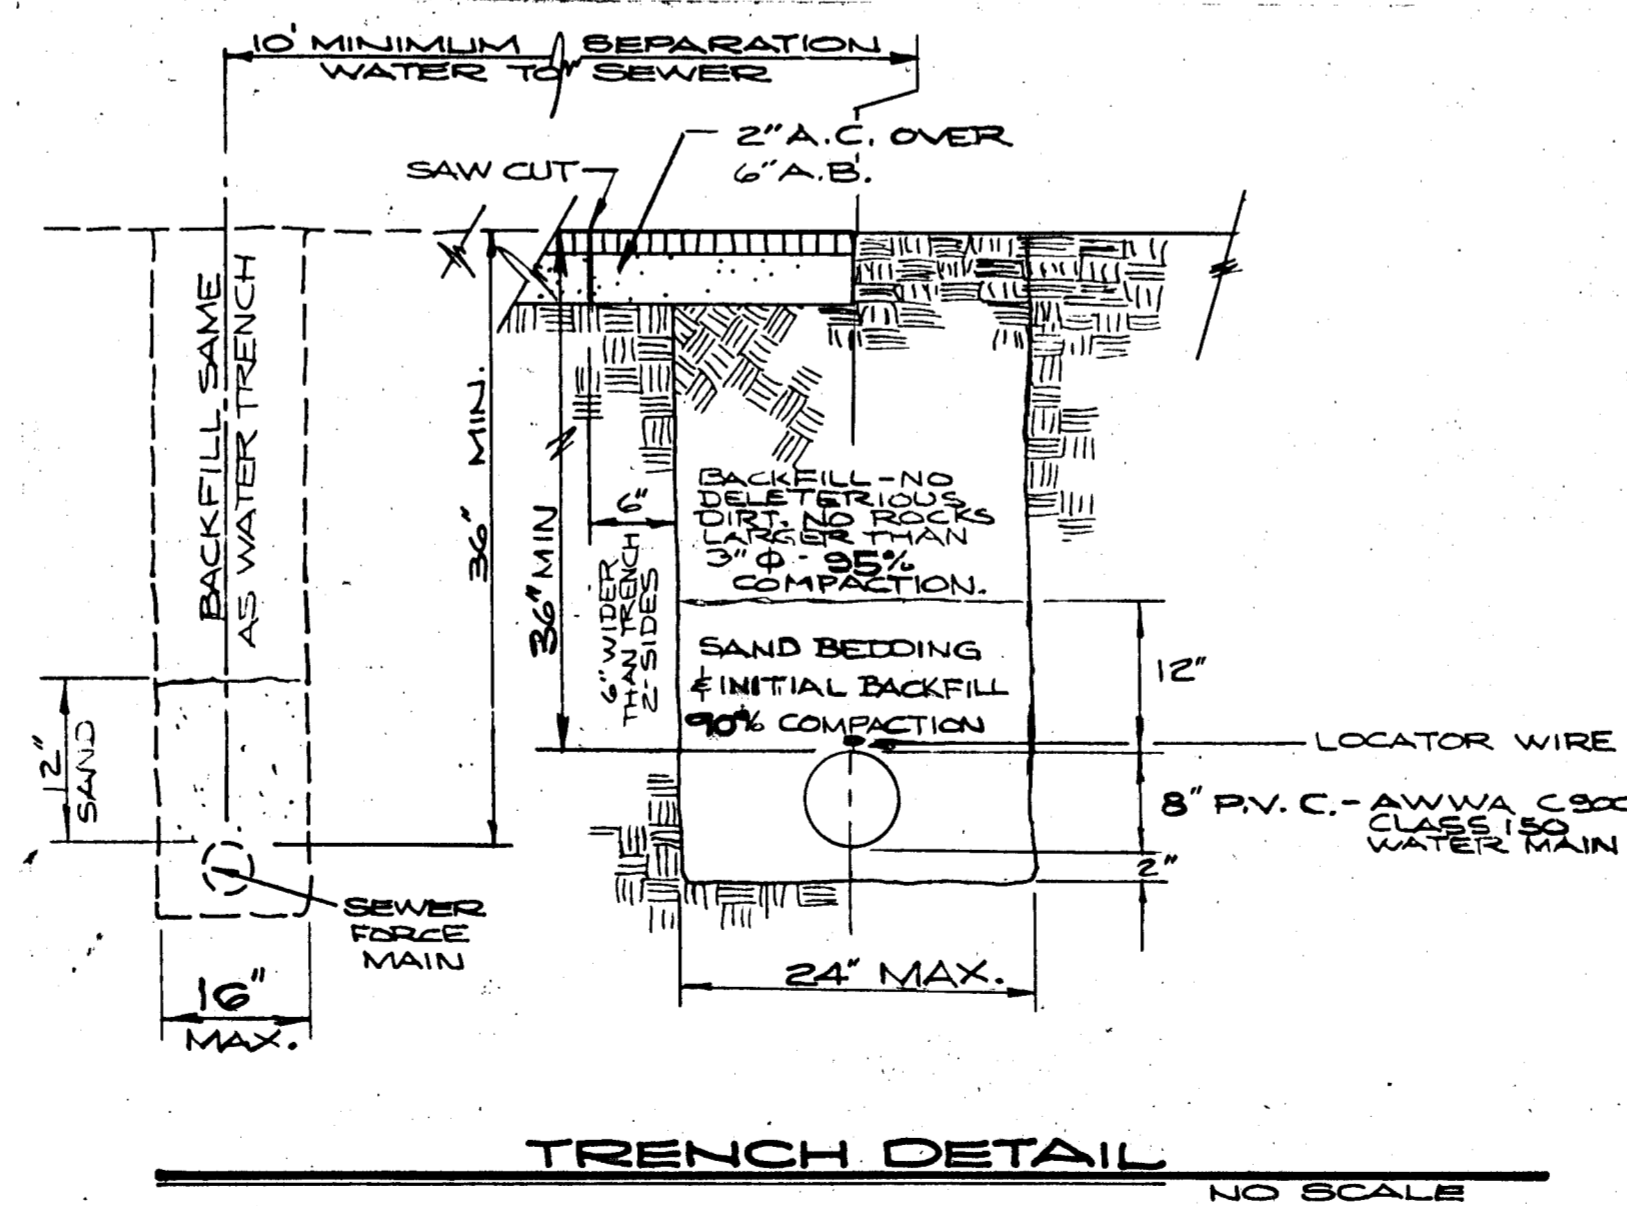 10' MINIMUM SEPARATION
WATER TO SEWER
2" A.C. OVER
6" A.B.
SAW CUT
BACKFILL SAME
AS WATER TRENCH
36" MIN.
36" MIN
6"
6" WIDER
THAN TRENCH
2-SIDES
BACKFILL - NO
DELETERIOUS
DIRT. NO ROCKS
LARGER THAN
3" φ - 95%
COMPACTION.
SAND BEDDING
& INITIAL BACKFILL
90% COMPACTION
12"
LOCATOR WIRE
8" P.V.C. - AWWA C900
CLASS 150
WATER MAIN
2"
12"
SAND
SEWER
FORCE
MAIN
16"
MAX.
24" MAX.
TRENCH DETAIL
NO SCALE